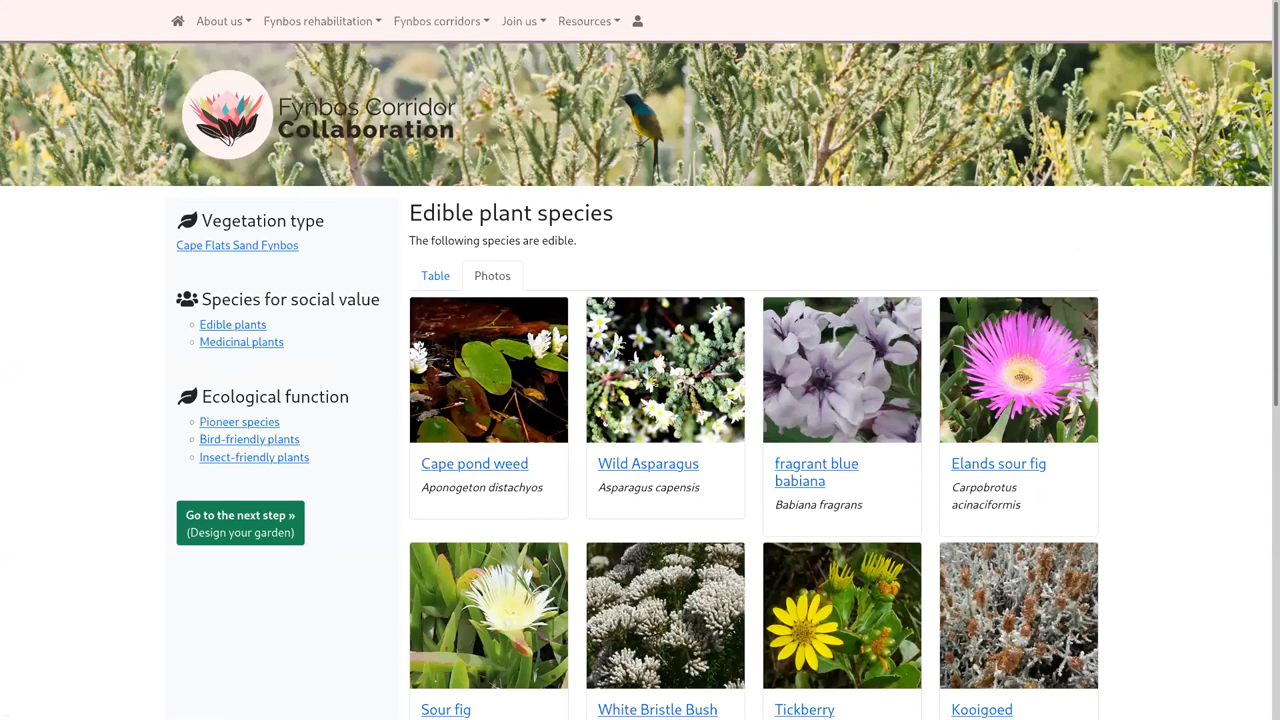 About us
Fynbos rehabilitation
Fynbos corridors
Join us
Resources
Fynbos Corridor
Collaboration
Vegetation type
Cape Flats Sand Fynbos
Species for social value
Edible plants
Medicinal plants
Ecological function
Pioneer species
Bird-friendly plants
Insect-friendly plants
Go to the next step »
(Design your garden)
Edible plant species
The following species are edible.
Table
Photos
Cape pond weed
Aponogeton distachyos
Wild Asparagus
Asparagus capensis
fragrant blue
babiana
Babiana fragrans
Elands sour fig
Carpobrotus
acinaciformis
Sour fig
White Bristle Bush
Tickberry
Kooigoed